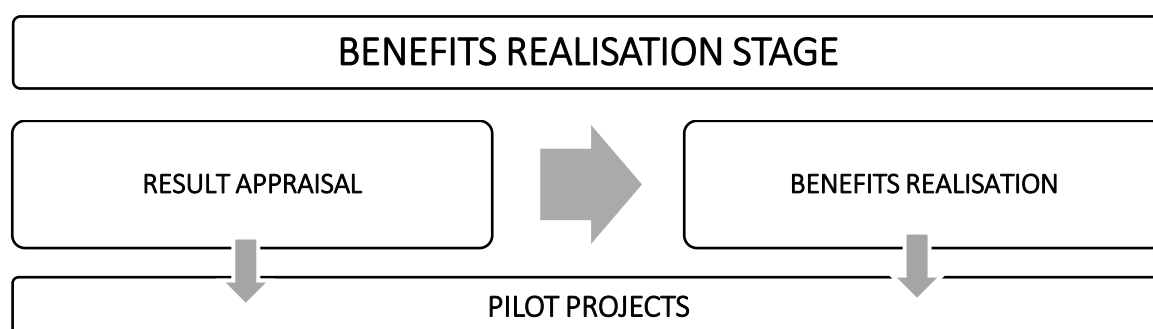 BENEFITS REALISATION STAGE
RESULT APPRAISAL
BENEFITS REALISATION
PILOT PROJECTS